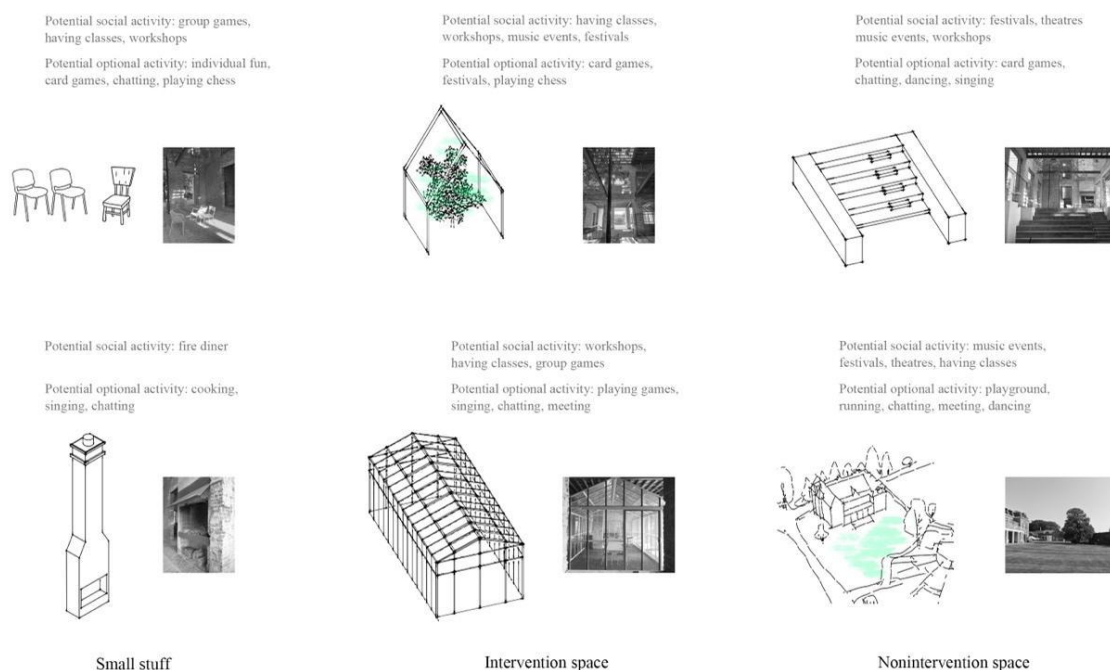 Potential social activity: group games,
having classes, workshops
Potential optional activity: individual fun,
card games, chatting, playing chess
Potential social activity: having classes,
workshops, music events, festivals
Potential optional activity: card games,
festivals, playing chess
Potential social activity: festivals, theatres
music events, workshops
Potential optional activity: card games,
chatting, dancing, singing
Potential social activity: fire diner
Potential optional activity: cooking,
singing, chatting
Potential social activity: workshops,
having classes, group games
Potential optional activity: playing games,
singing, chatting, meeting
Potential social activity: music events,
festivals, theatres, having classes
Potential optional activity: playground,
running, chatting, meeting, dancing
Small stuff
Intervention space
Nonintervention space